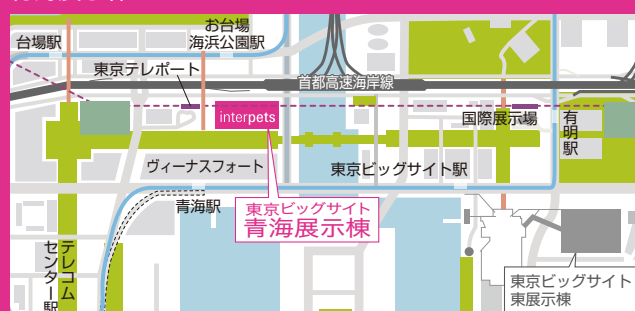 お台場
海浜公園駅
台場駅
東京テレポート
首都高速海岸線
interpets
国際展示場
有明駅
ヴィーナスフォート
東京ビッグサイト駅
青海駅
東京ビッグサイト
青海展示棟
テレコム
センター駅
東京ビッグサイト
東展示棟